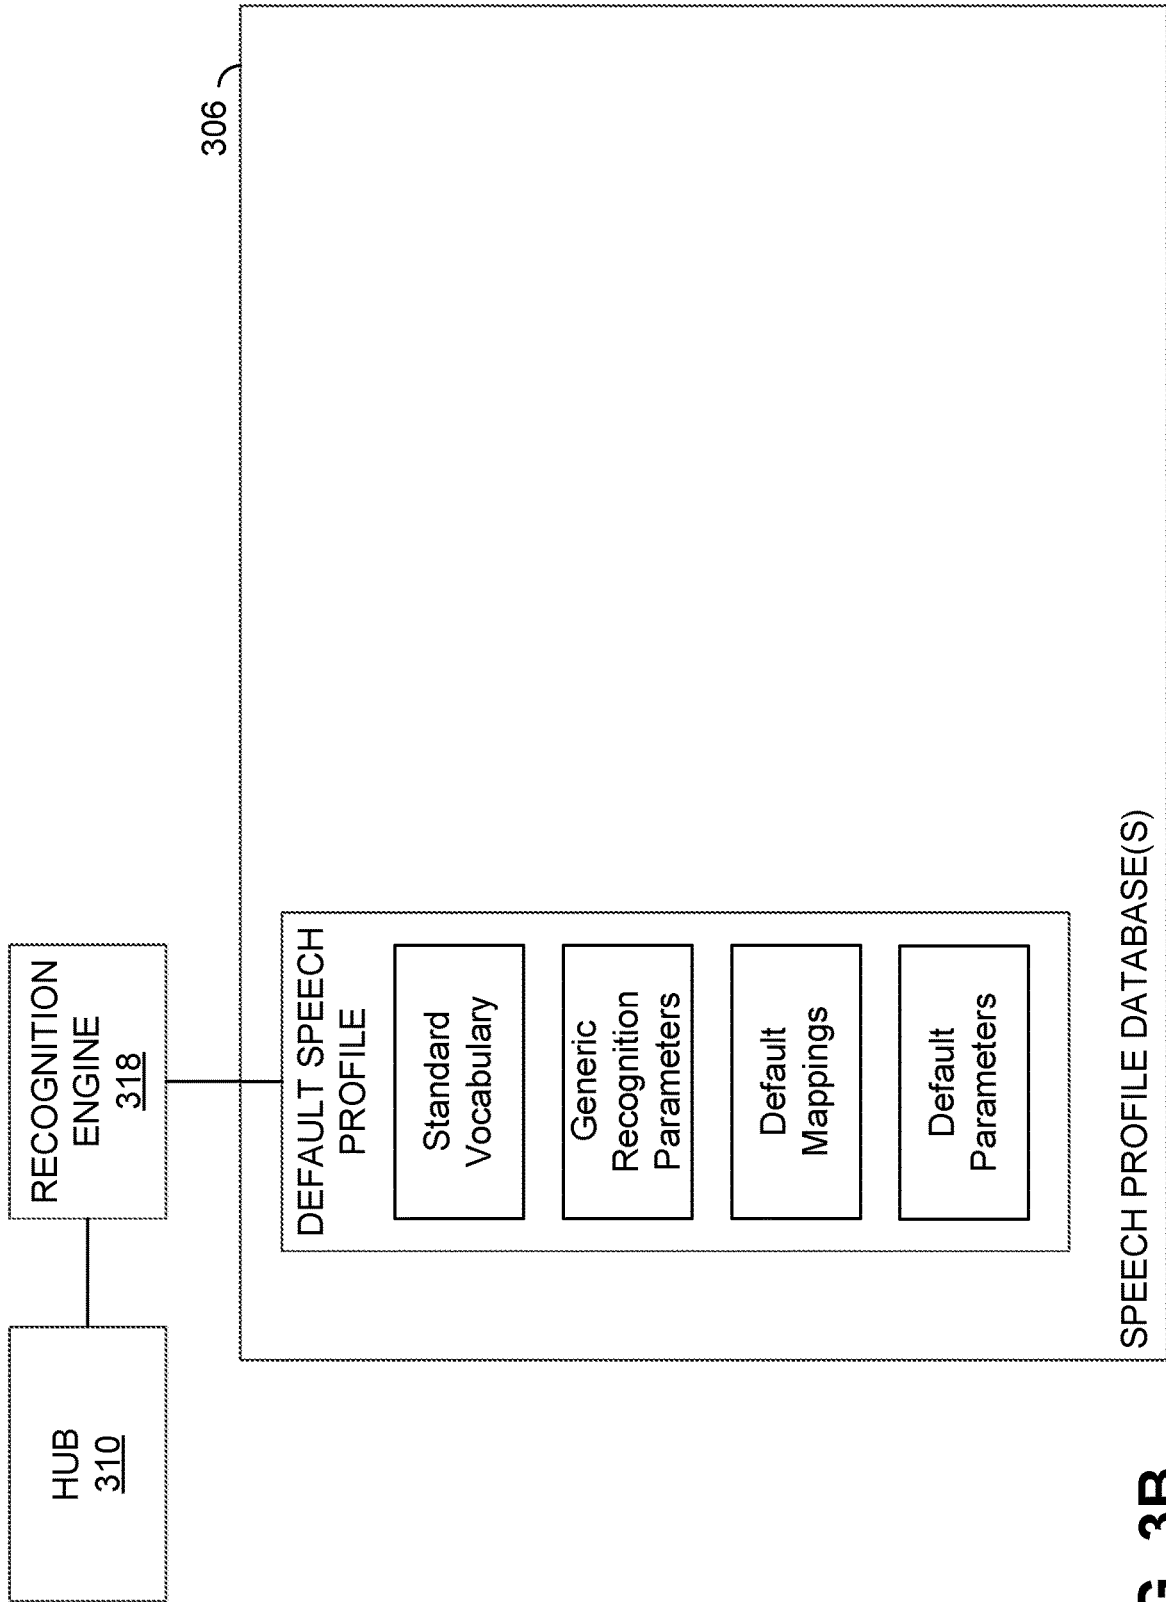 HUB
310
RECOGNITION
ENGINE
318
306
DEFAULT SPEECH
PROFILE
Standard
Vocabulary
Generic
Recognition
Parameters
Default
Mappings
Default
Parameters
SPEECH PROFILE DATABASE(S)
G. 3B